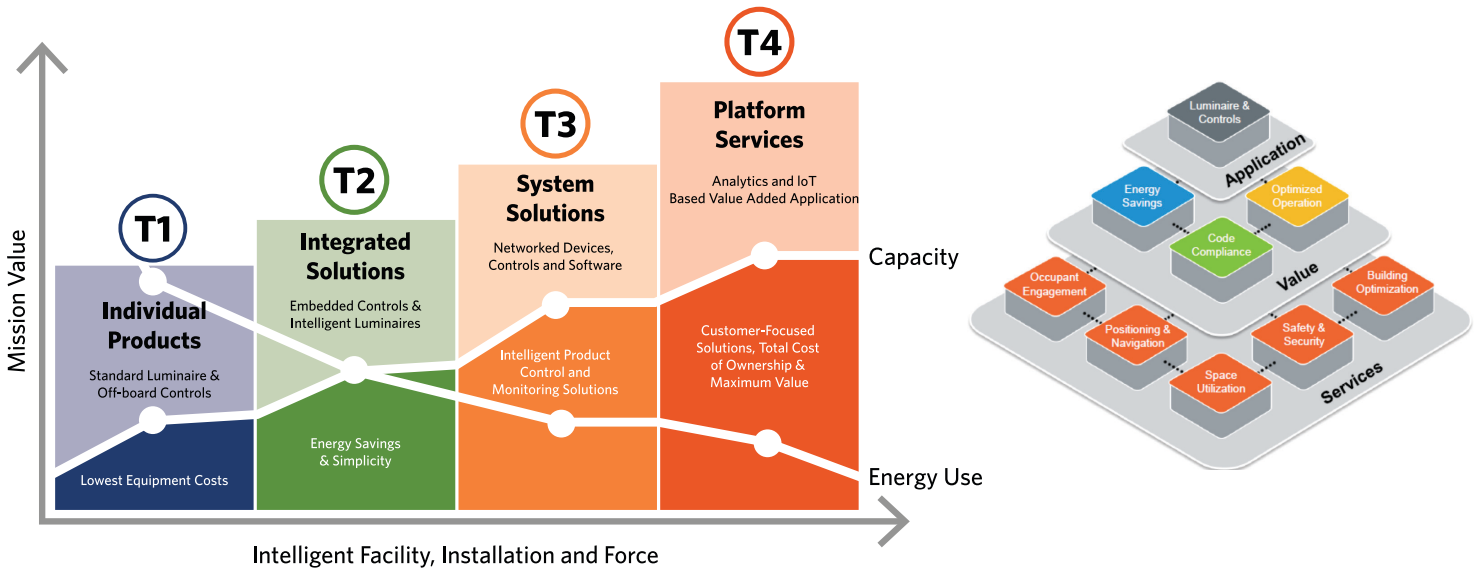 T1
T2
T3
T4
Mission Value
Individual
Products
Standard Luminaire &
Off-board Controls
Lowest Equipment Costs
Integrated
Solutions
Embedded Controls &
Intelligent Luminaires
Energy Savings
& Simplicity
System
Solutions
Networked Devices,
Controls and Software
Intelligent Product
Control and
Monitoring Solutions
Platform
Services
Analytics and IoT
Based Value Added Application
Customer-Focused
Solutions, Total Cost
of Ownership &
Maximum Value
Capacity
Energy Use
Intelligent Facility, Installation and Force
Luminaire &
Controls
Application
Energy
Savings
Optimized
Operation
Code
Compliance
Value
Occupant
Engagement
Building
Optimization
Positioning &
Navigation
Safety &
Security
Space
Utilization
Services